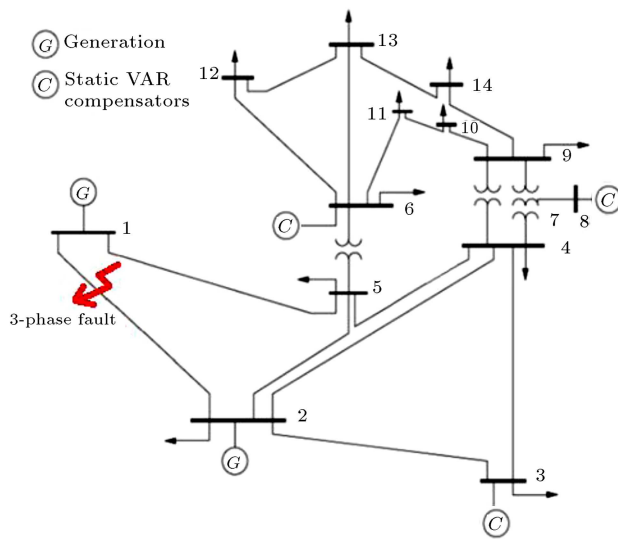 G Generation
C Static VAR
compensators
13
12
14
11
10
9
G
6
7
8
C
C
1
4
5
3-phase fault
2
G
3
C